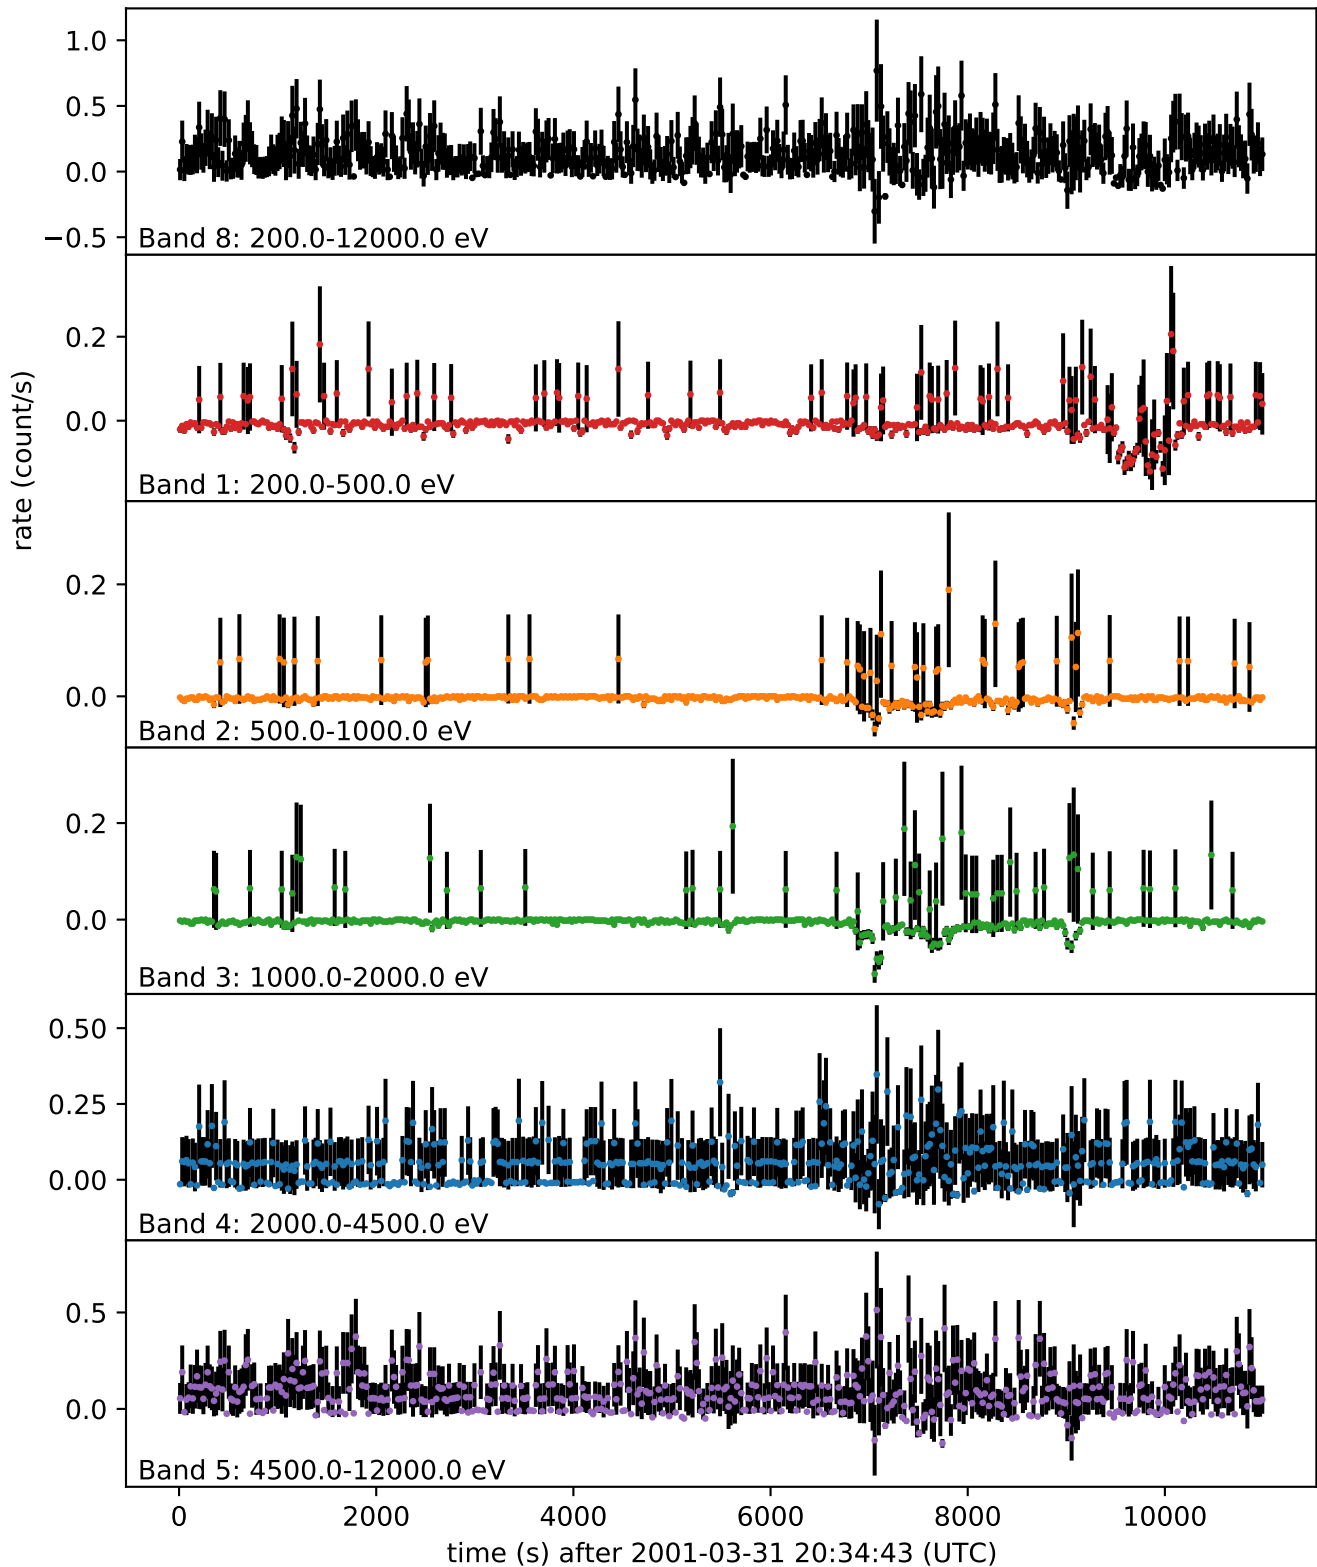 1.0
0.5
0.0
−0.5
Band 8: 200.0-12000.0 eV
0.2
0.0
Band 1: 200.0-500.0 eV
rate (count/s)
0.2
0.0
Band 2: 500.0-1000.0 eV
0.2
0.0
Band 3: 1000.0-2000.0 eV
0.50
0.25
0.00
Band 4: 2000.0-4500.0 eV
0.5
0.0
Band 5: 4500.0-12000.0 eV
0 2000 4000 6000 8000 10000
time (s) after 2001-03-31 20:34:43 (UTC)